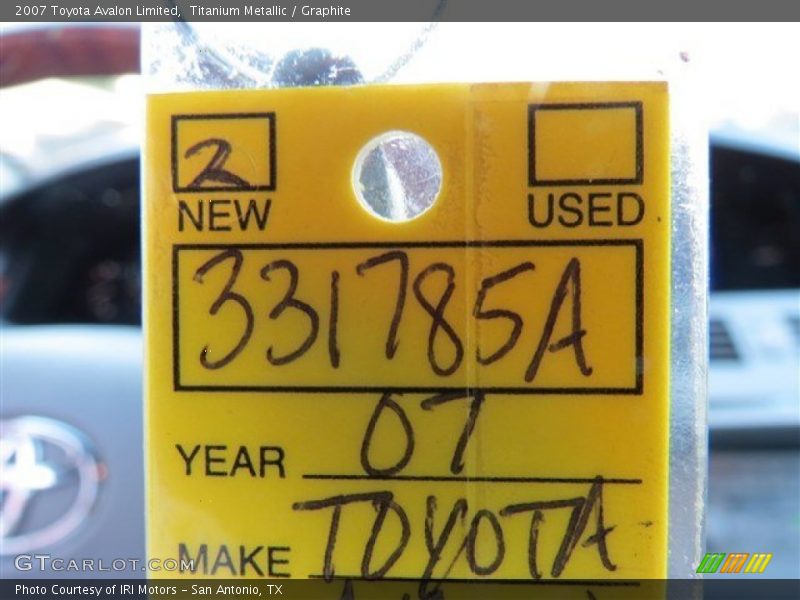 2007 Toyota Avalon Limited,  Titanium Metallic / Graphite
2
NEW USED
331785A
YEAR 07
MAKE TOYOTA
GTCARLOT.COM
Photo Courtesy of IRI Motors - San Antonio, TX